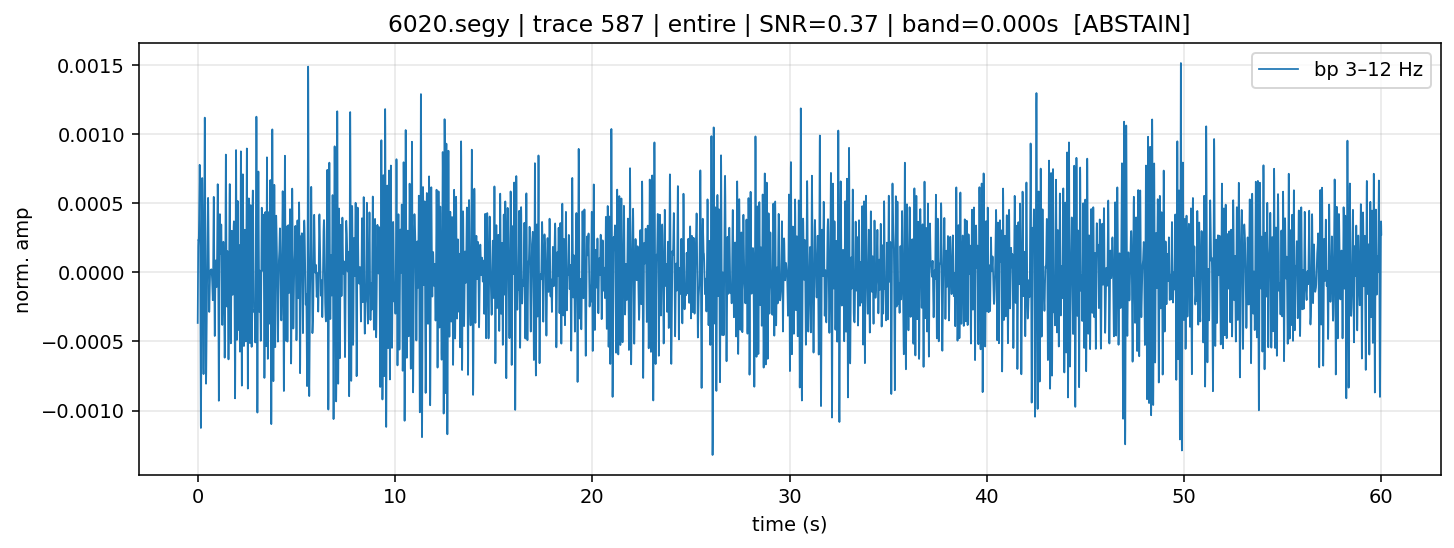 6020.segy | trace 587 | entire | SNR=0.37 | band=0.000s  [ABSTAIN]
bp 3–12 Hz
norm. amp
0.0015
0.0010
0.0005
0.0000
−0.0005
−0.0010
0 10 20 30 40 50 60
time (s)